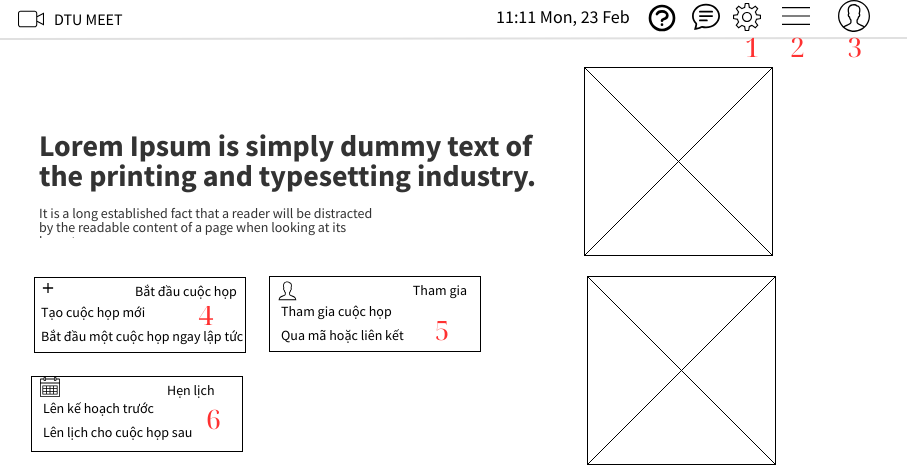 DTU MEET
11:11 Mon, 23 Feb
1
2
3
Lorem Ipsum is simply dummy text of
the printing and typesetting industry.
It is a long established fact that a reader will be distracted
by the readable content of a page when looking at its
Bắt đầu cuộc họp
Tạo cuộc họp mới
4
Bắt đầu một cuộc họp ngay lập tức
Tham gia
Tham gia cuộc họp
Qua mã hoặc liên kết
5
Hẹn lịch
Lên kế hoạch trước
6
Lên lịch cho cuộc họp sau